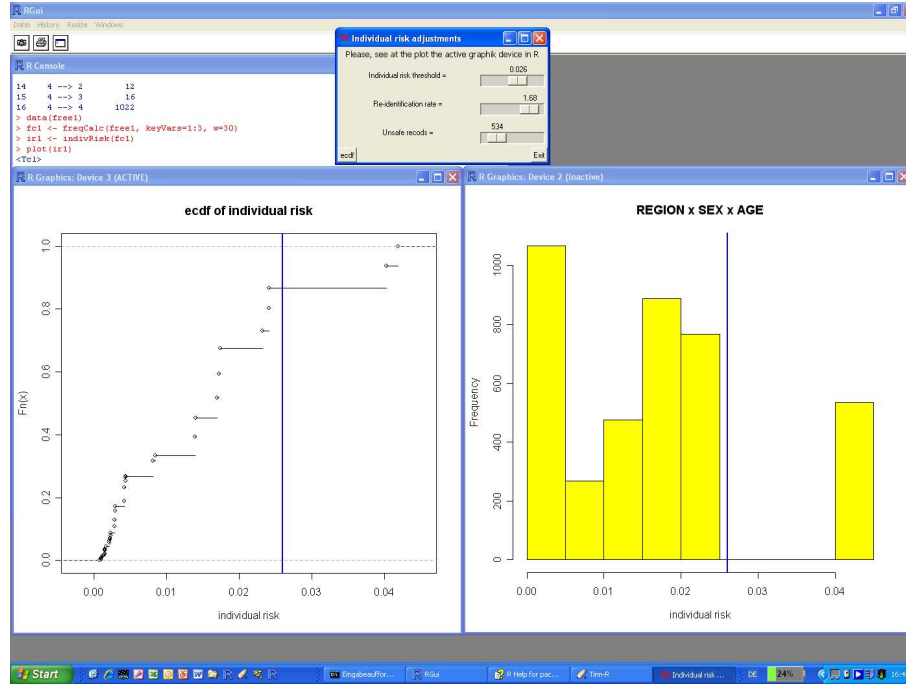 RGui
Datei History Resize Windows
Individual risk adjustments
Please, see at the plot the active graphik device in R
Individual risk threshold =
0.026
Re-identification rate =
1.68
Unsafe recods =
534
ecdf
Exit
R Console
14 4 --> 2 12
15 4 --> 3 16
16 4 --> 4 1022
> data(free1)
> fc1 <- freqCalc(free1, keyVars=1:3, w=30)
> ir1 <- indivRisk(fc1)
> plot(ir1)
<Tcl>
R Graphics: Device 3 (ACTIVE)
ecdf of individual risk
Fn(x)
1.0
0.8
0.6
0.4
0.2
0.0
0.00 0.01 0.02 0.03 0.04
individual risk
R Graphics: Device 2 (inactive)
REGION x SEX x AGE
Frequency
1000
800
600
400
200
0
0.00 0.01 0.02 0.03 0.04
individual risk
Start
Eingabeauffor...
RGui
R Help for pac...
Tinn-R
Individual risk ...
DE
24%